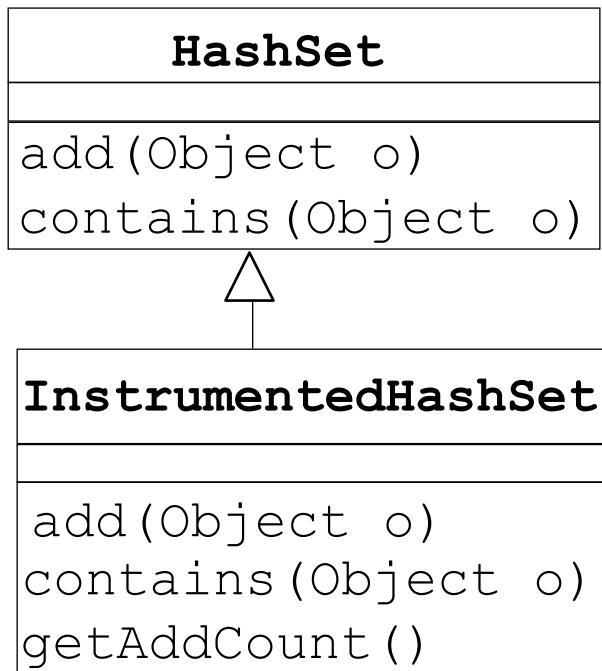 HashSet
add(Object o)
contains(Object o)
InstrumentedHashSet
add(Object o)
contains(Object o)
getAddCount()